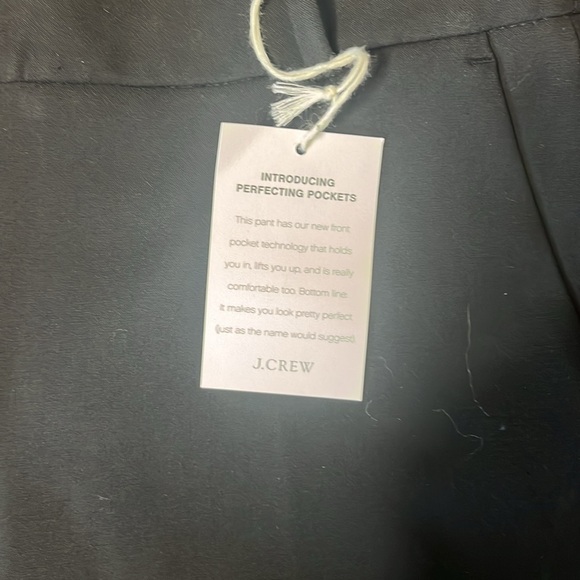 INTRODUCING
PERFECTING POCKETS
This pant has our new front
pocket technology that holds
you in, lifts you up, and is really
comfortable too. Bottom line:
it makes you look pretty perfect
(just as the name would suggest).
J.CREW